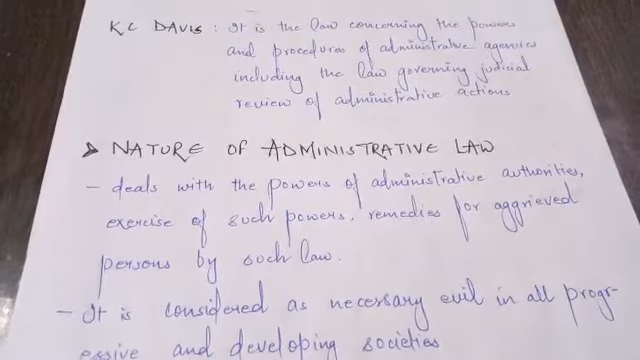 KC DAVIS : It is the law concerning the powers
and procedures of administrative agencies
including the law governing judicial
review of administrative actions
➤ NATURE OF ADMINISTRATIVE LAW
- deals with the powers of administrative authorities,
exercise of such powers, remedies for aggrieved
persons by such law.
- It is considered as necessary evil in all progr-
essive and developing societies